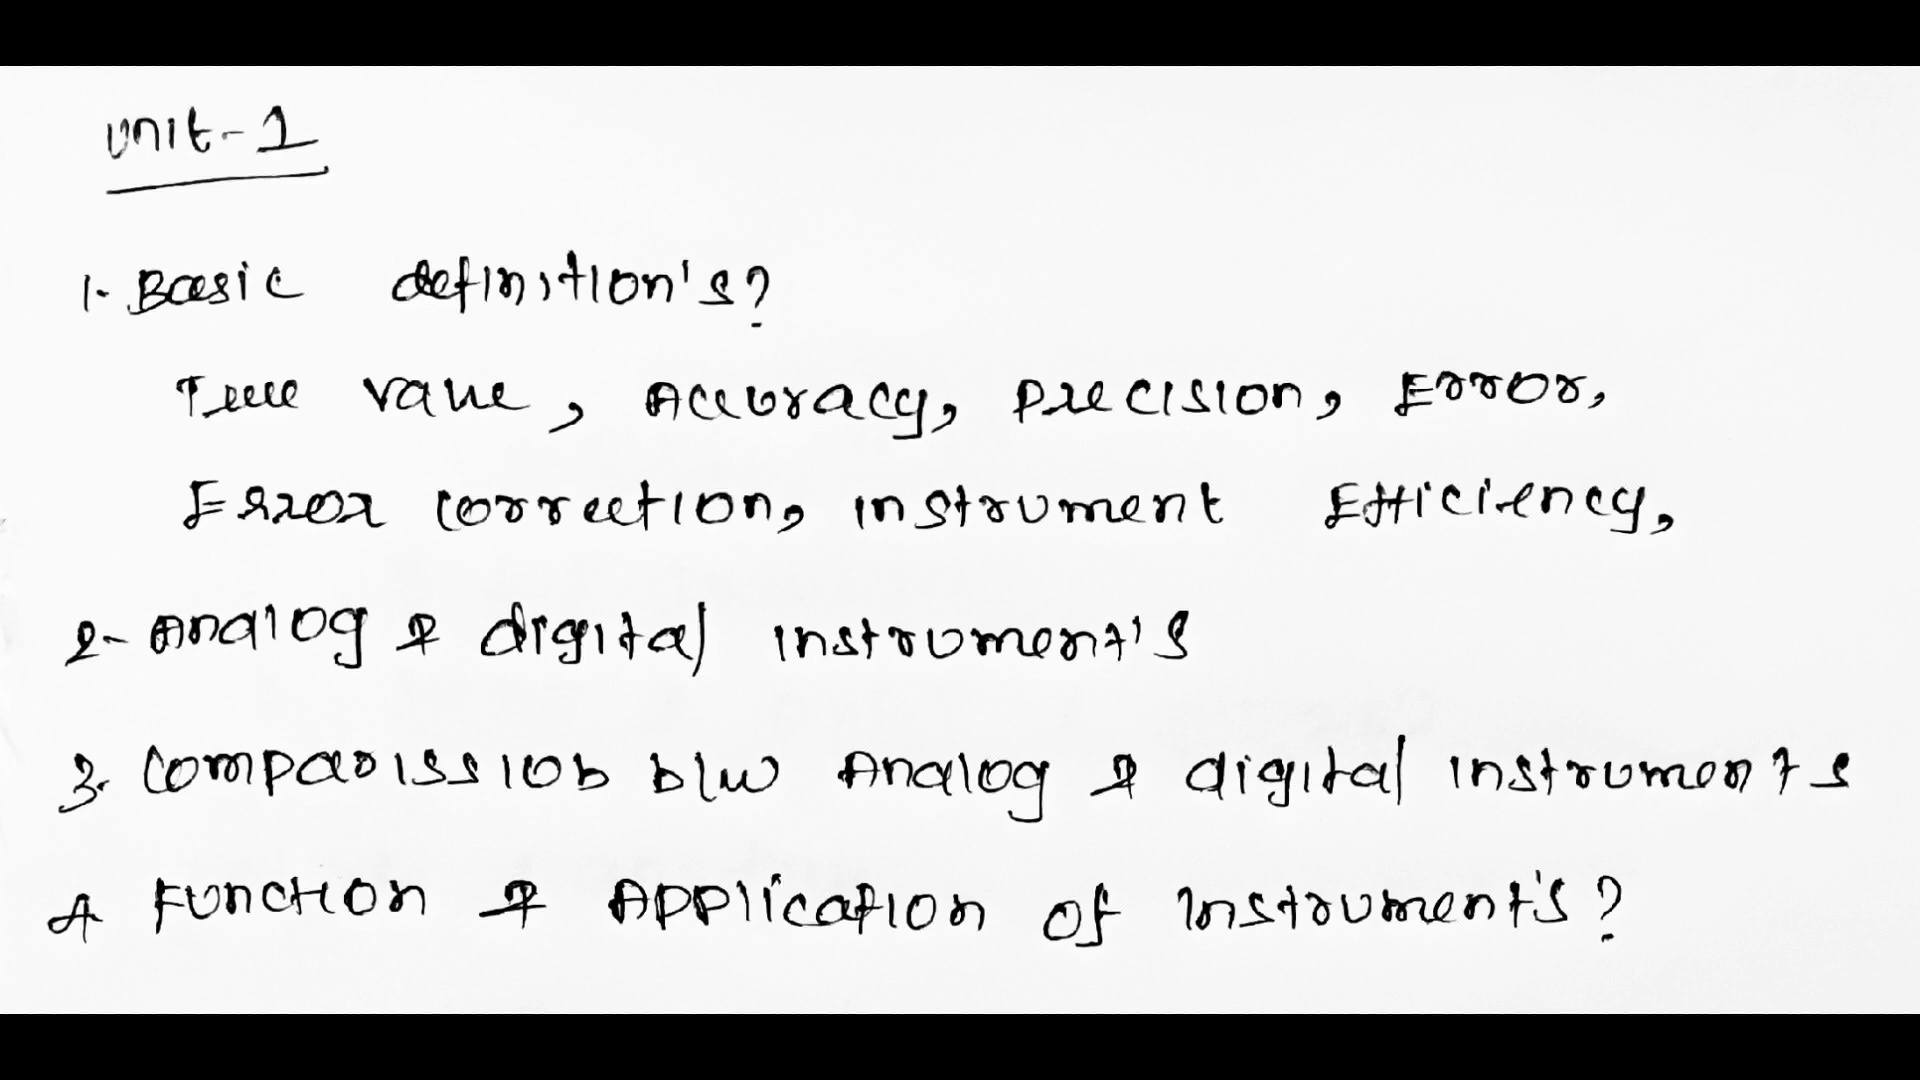 Unit-1
1. Basic definition's?
True value, Accuracy, Precision, Error,
Error correction, instrument Efficiency,
2- Analog & digital instrument's
3. Comparission b/w Analog & digital instruments
4 Function & Application of instrument's?